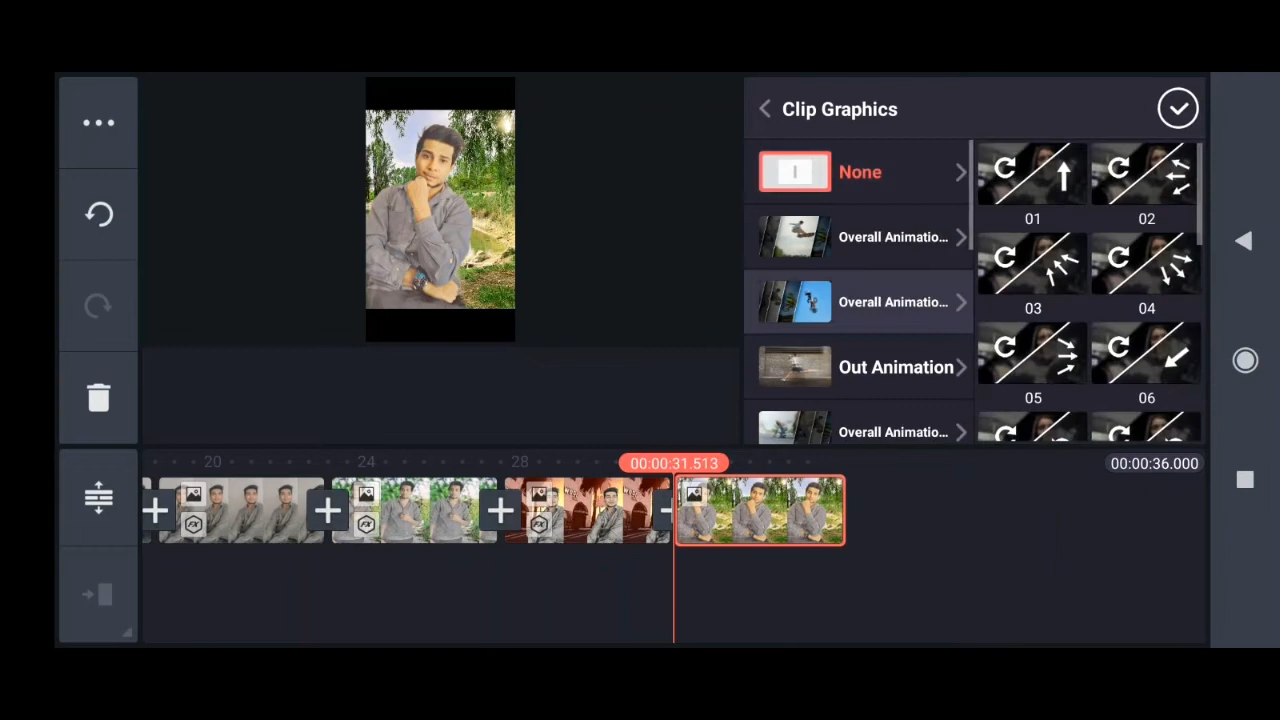 Clip Graphics
None
Overall Animatio...
Overall Animatio...
Out Animation
Overall Animatio...
01
02
03
04
05
06
20
24
28
00:00:31.513
00:00:36.000